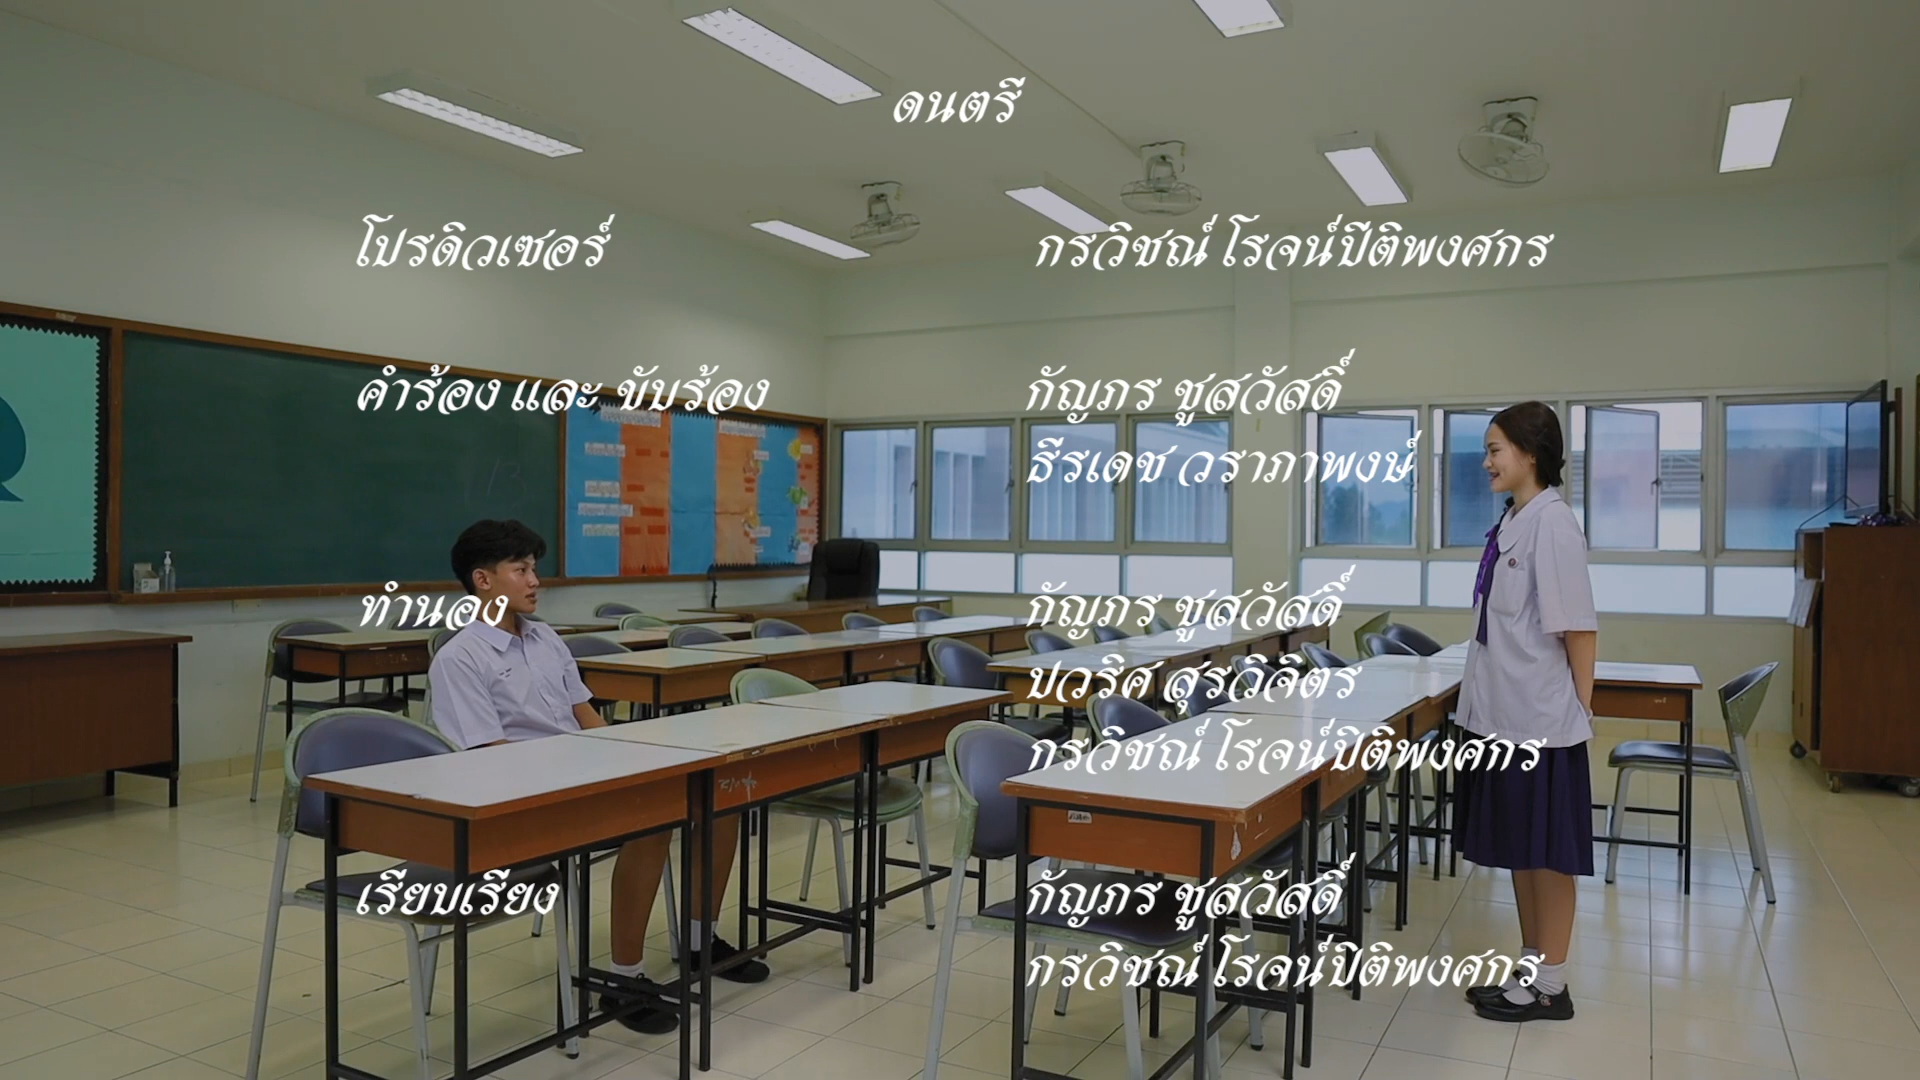 ดนตรี
โปรดิวเซอร์ กรวิชณ์ โรจน์ปีติพงศกร
คำร้อง และ ขับร้อง กัญภร ชูสวัสดิ์
ธีรเดช วราภาพงษ์
ทำนอง กัญภร ชูสวัสดิ์
ปวริศ สุรวิจิตร
กรวิชณ์ โรจน์ปิติพงศกร
เรียบเรียง กัญภร ชูสวัสดิ์
กรวิชณ์ โรจน์ปิติพงศกร